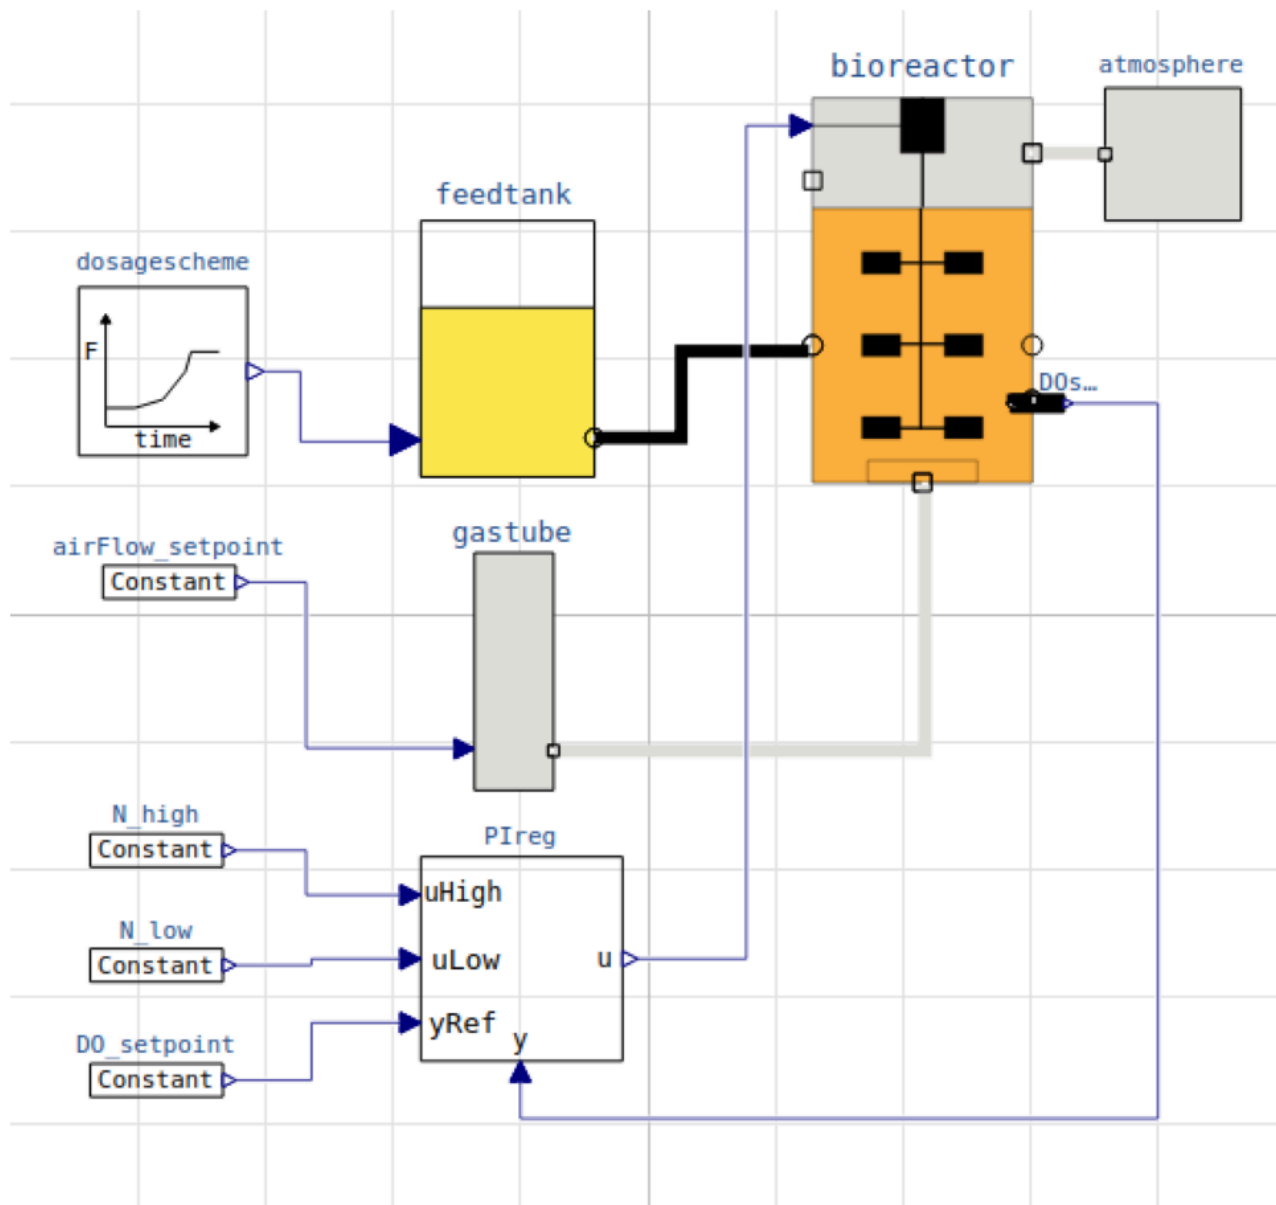 bioreactor
atmosphere
feedtank
dosagescheme
F
time
DOs…
gastube
airFlow_setpoint
Constant
N_high
Constant
PIreg
uHigh
N_low
Constant
uLow
u
yRef
y
DO_setpoint
Constant